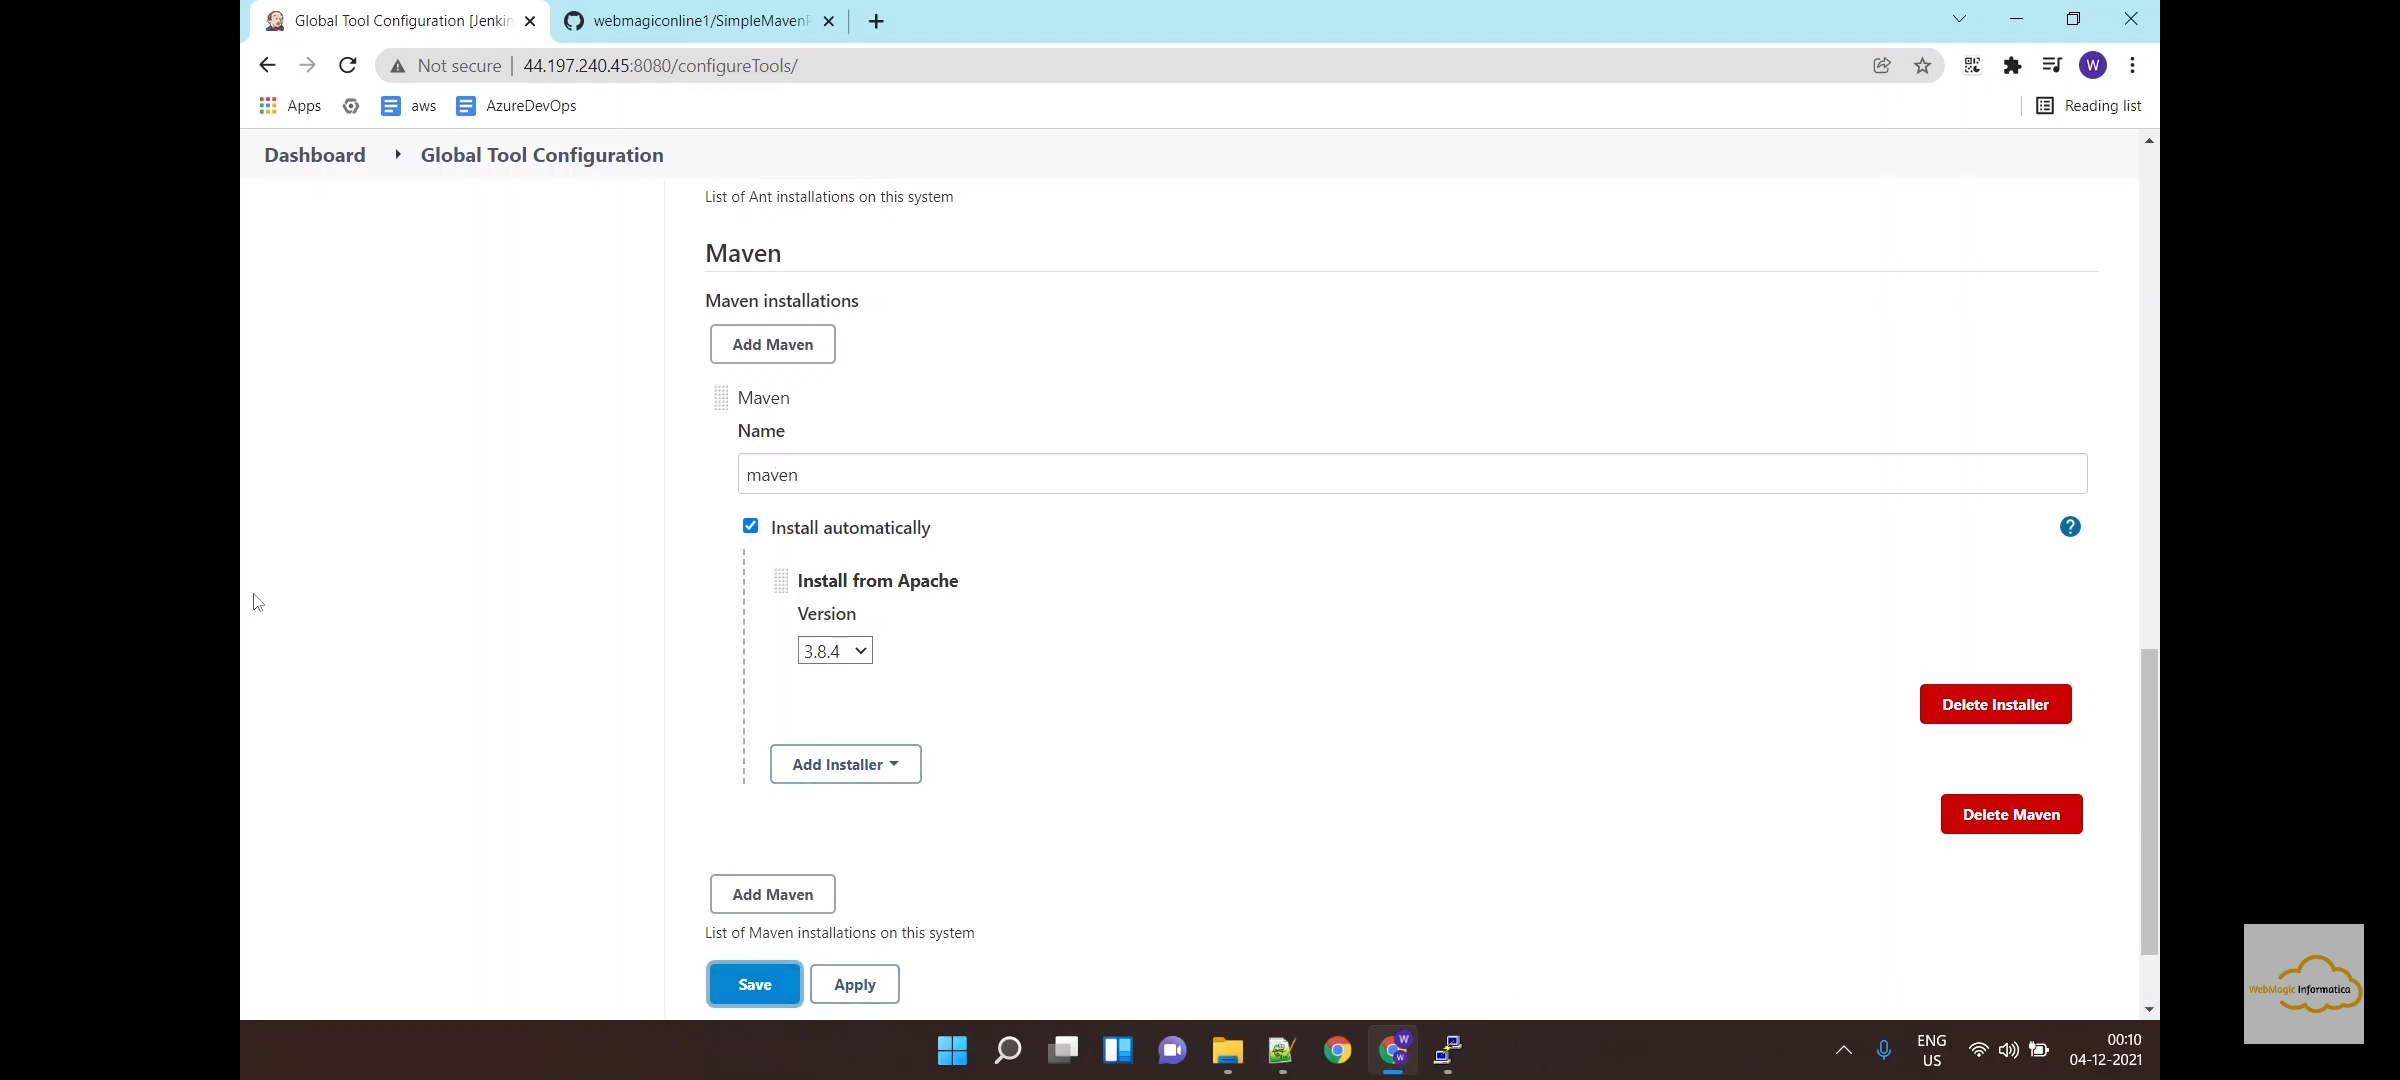 Global Tool Configuration [Jenkin
webmagiconline1/SimpleMavenP
Not secure
44.197.240.45:8080/configureTools/
W
Apps
aws
AzureDevOps
Reading list
Dashboard
Global Tool Configuration
List of Ant installations on this system
Maven
Maven installations
Add Maven
Maven
Name
maven
Install automatically
?
Install from Apache
Version
3.8.4
Delete Installer
Add Installer
Delete Maven
Add Maven
List of Maven installations on this system
Save
Apply
WebMagic Informatica
W
W
ENG
US
00:10
04-12-2021